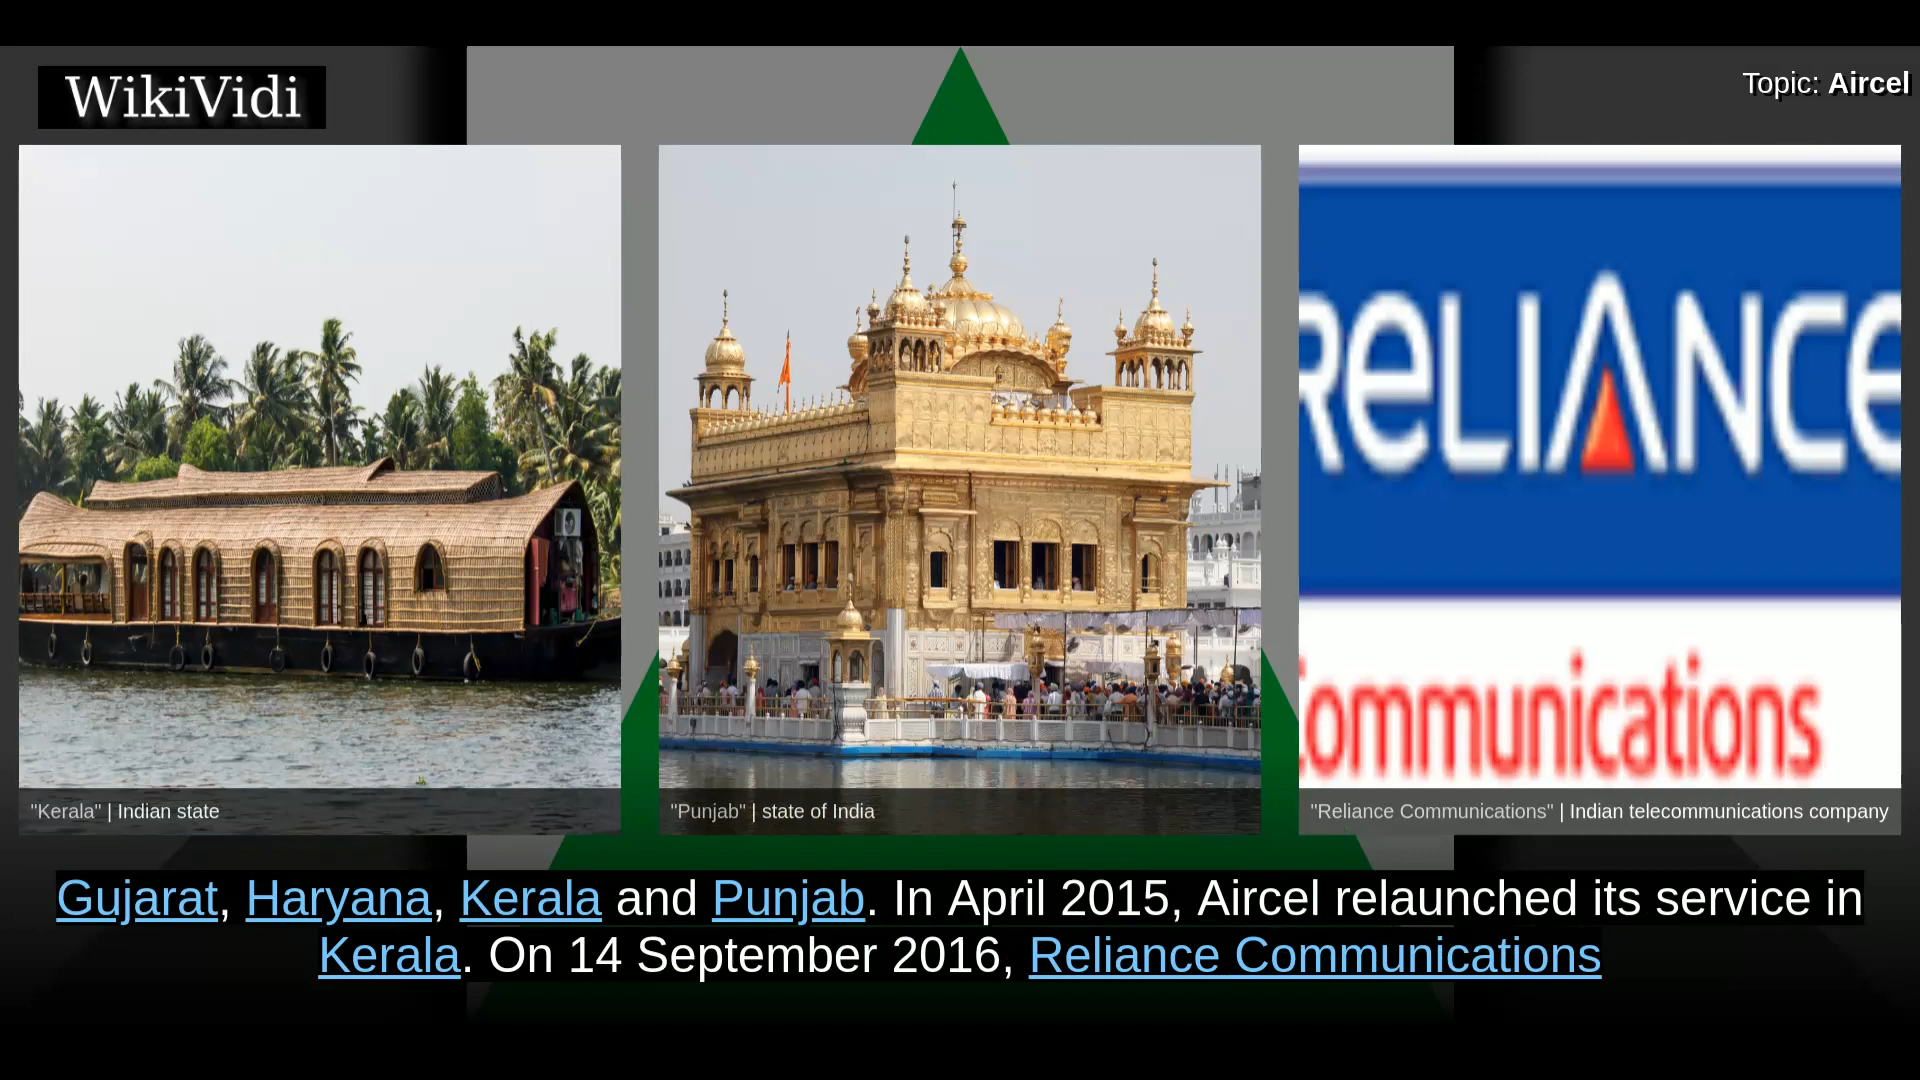 WikiVidi
Topic: Aircel
ReLIANCe
Communications
"Kerala" | Indian state
"Punjab" | state of India
"Reliance Communications" | Indian telecommunications company
Gujarat, Haryana, Kerala and Punjab. In April 2015, Aircel relaunched its service in
Kerala. On 14 September 2016, Reliance Communications